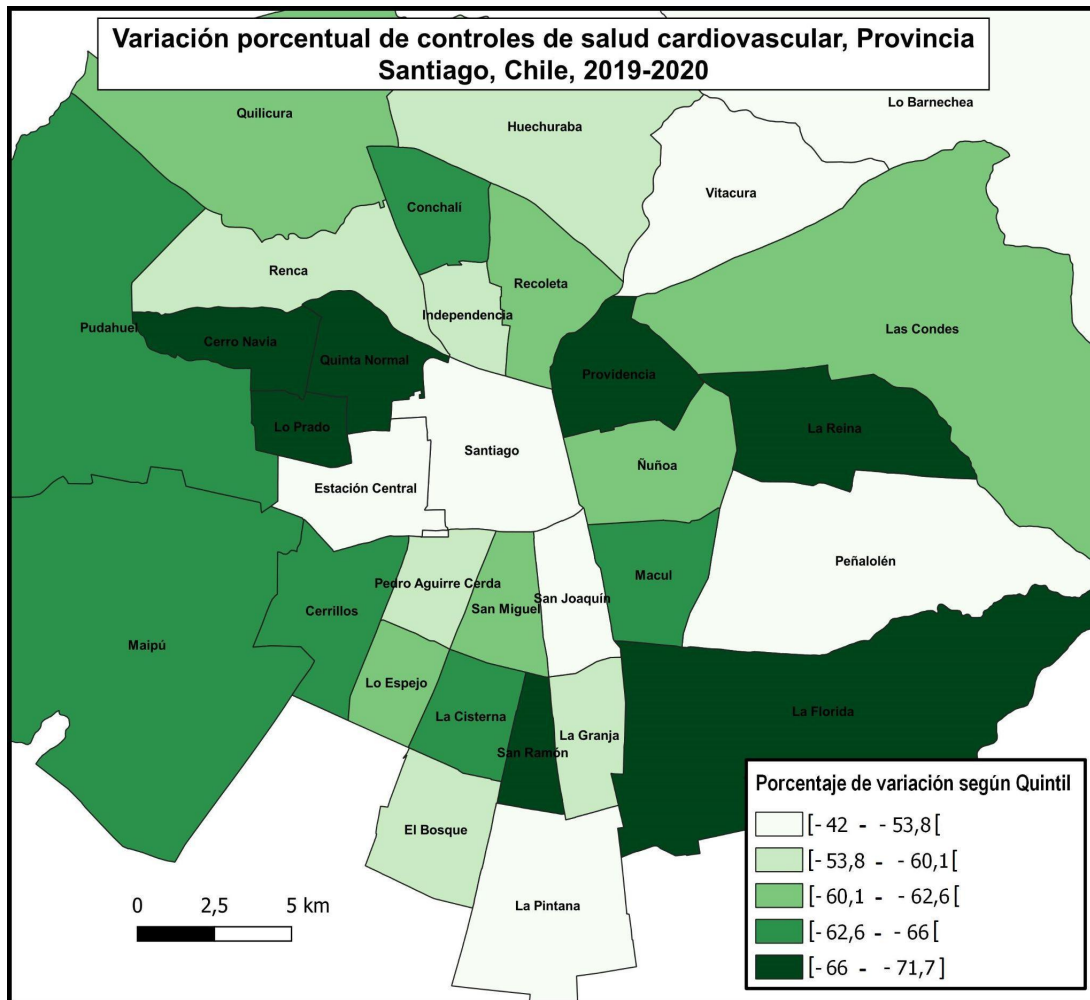 Variación porcentual de controles de salud cardiovascular, Provincia
Santiago, Chile, 2019-2020
Lo Barnechea
Quilicura
Huechuraba
Vitacura
Conchalí
Renca
Recoleta
Independencia
Pudahuel
Las Condes
Cerro Navia
Quinta Normal
Providencia
Lo Prado
La Reina
Santiago
Ñuñoa
Estación Central
Peñalolén
Macul
Pedro Aguirre Cerda
San Joaquín
San Miguel
Cerrillos
Maipú
Lo Espejo
La Florida
La Cisterna
La Granja
San Ramón
El Bosque
La Pintana
Porcentaje de variación según Quintil
[- 42 - - 53,8[
[- 53,8 - - 60,1[
[- 60,1 - - 62,6[
[- 62,6 - - 66 [
[- 66 - - 71,7]
0 2,5 5 km